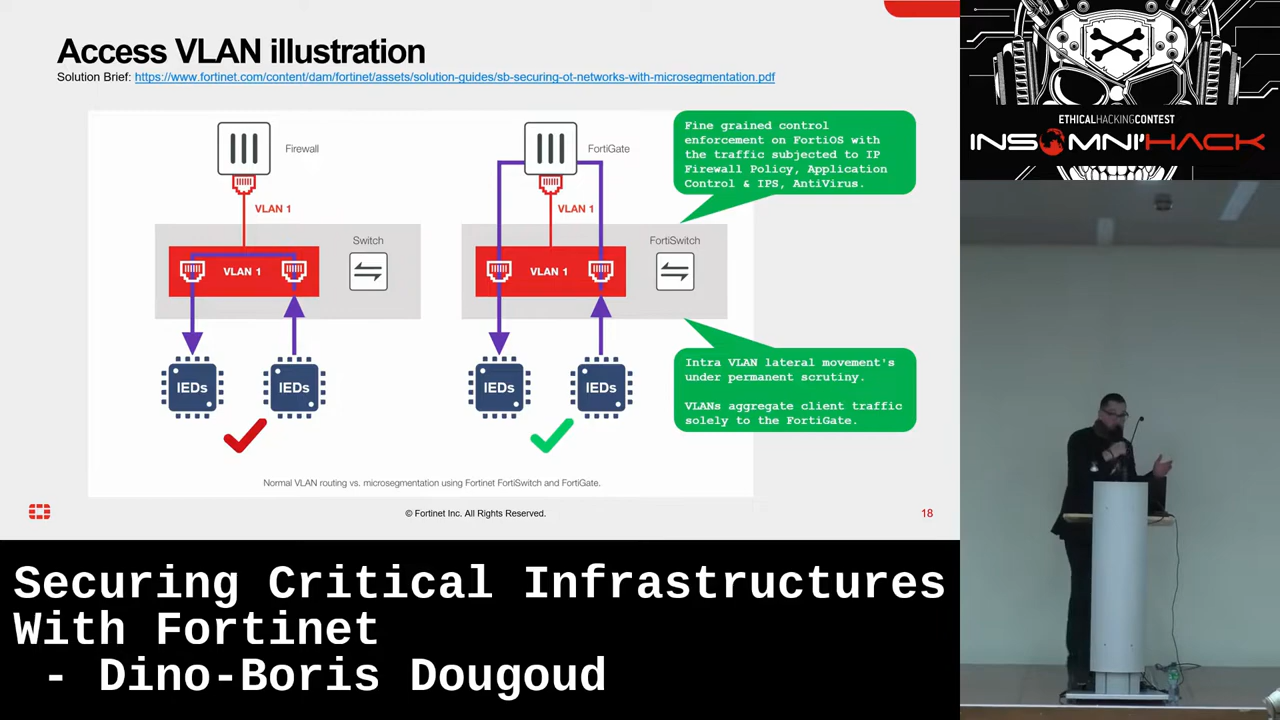 Access VLAN illustration
Solution Brief: https://www.fortinet.com/content/dam/fortinet/assets/solution-guides/sb-securing-ot-networks-with-microsegmentation.pdf
Firewall
VLAN 1
Switch
VLAN 1
IEDs
IEDs
FortiGate
VLAN 1
FortiSwitch
VLAN 1
IEDs
IEDs
Fine grained control
enforcement on FortiOS with
the traffic subjected to IP
Firewall Policy, Application
Control & IPS, AntiVirus.
Intra VLAN lateral movement's
under permanent scrutiny.
VLANs aggregate client traffic
solely to the FortiGate.
Normal VLAN routing vs. microsegmentation using Fortinet FortiSwitch and FortiGate.
© Fortinet Inc. All Rights Reserved.
18
ETHICALHACKINGCONTEST
INSOMNI'HACK
Securing Critical Infrastructures
With Fortinet
- Dino-Boris Dougoud